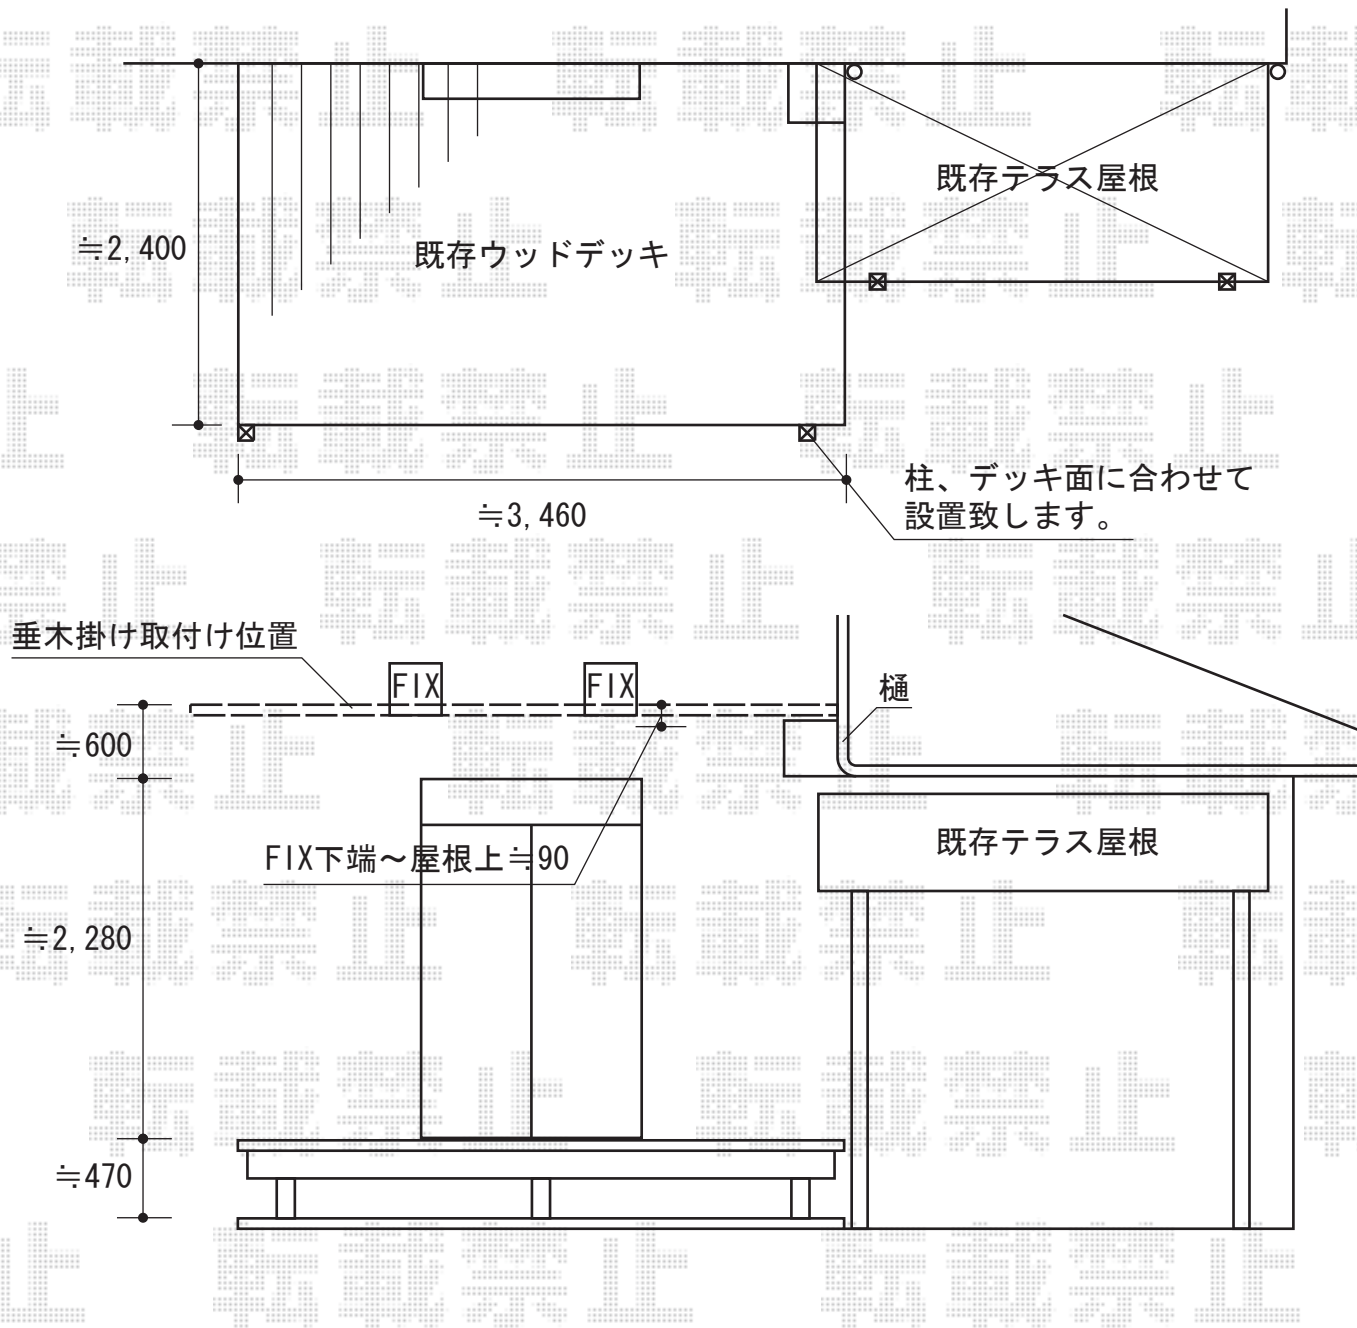 既存テラス屋根
≒2,400
既存ウッドデッキ
柱、デッキ面に合わせて
設置致します。
≒3,460
垂木掛け取付け位置
FIX
FIX
樋
≒600
既存テラス屋根
FIX下端～屋根上≒90
≒2,280
≒470
転載禁止